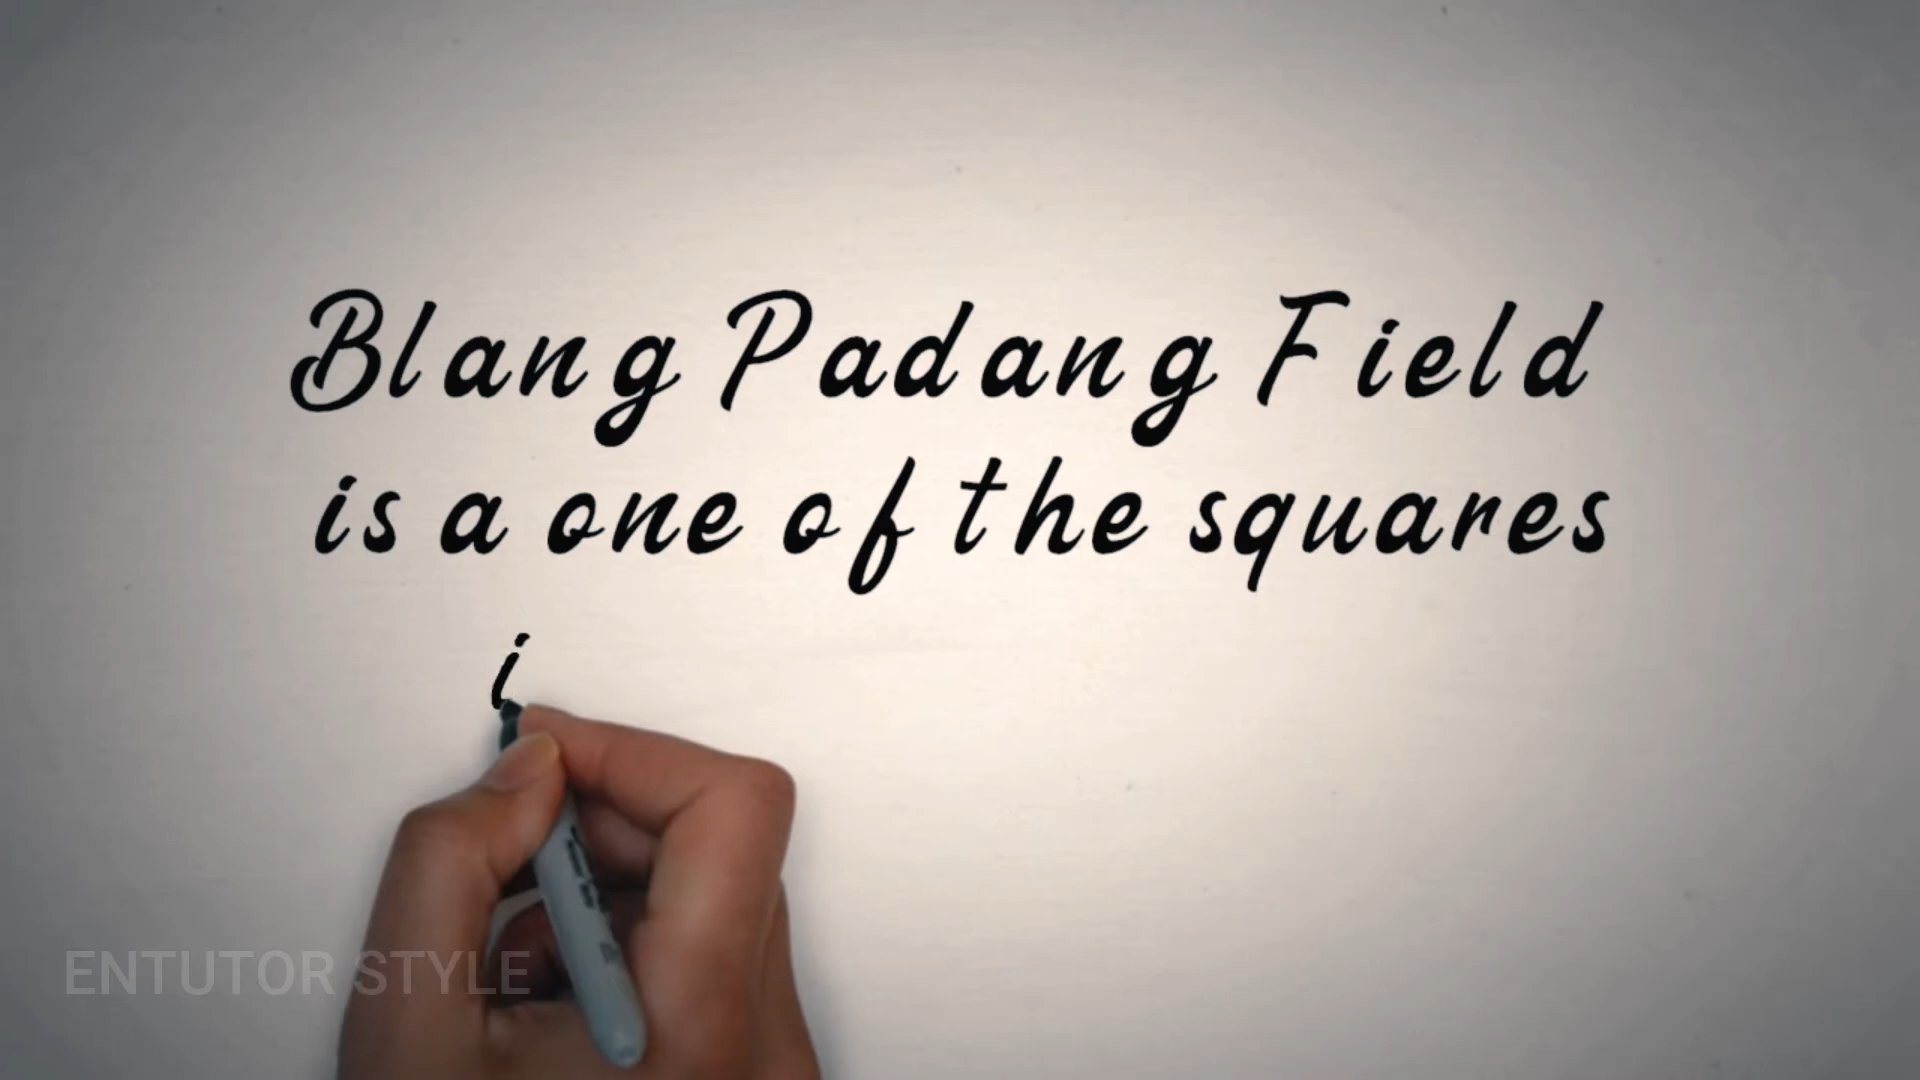 Blang Padang Field
is a one of the squares
i
ENTUTOR STYLE